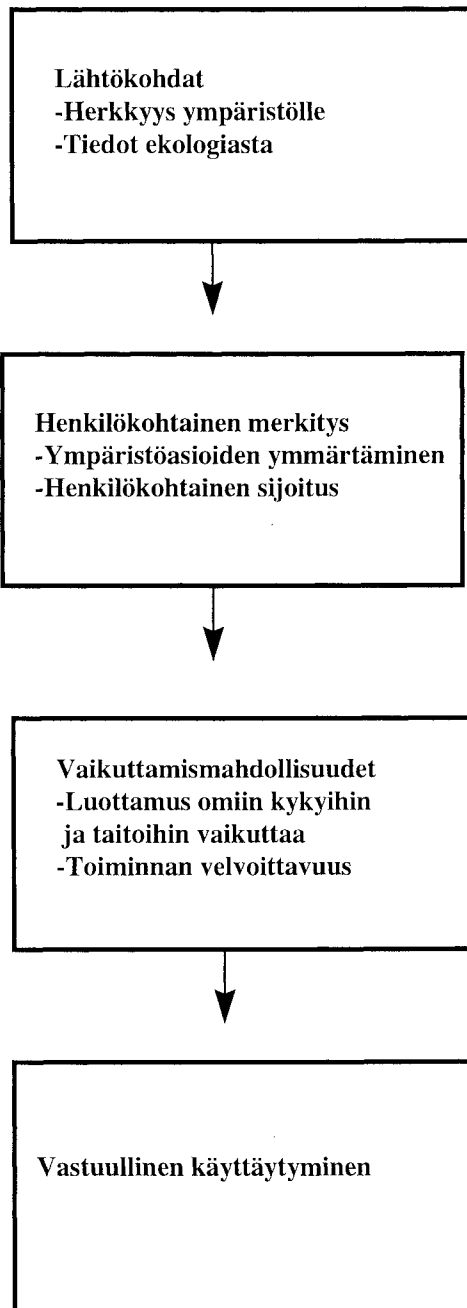 Lähtökohdat
-Herkkyys ympäristölle
-Tiedot ekologiasta
Henkilökohtainen merkitys
-Ympäristöasioiden ymmärtäminen
-Henkilökohtainen sijoitus
Vaikuttamismahdollisuudet
-Luottamus omiin kykyihin
ja taitoihin vaikuttaa
-Toiminnan velvoittavuus
Vastuullinen käyttäytyminen